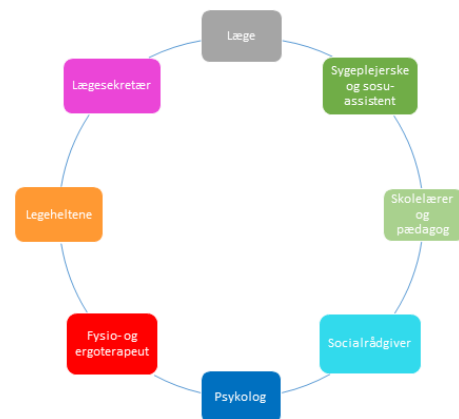 Læge
Sygeplejerske
og sosu-
assistent
Skolelærer
og
pædagog
Socialrådgiver
Psykolog
Fysio- og
ergoterapeut
Legeheltene
Lægesekretær